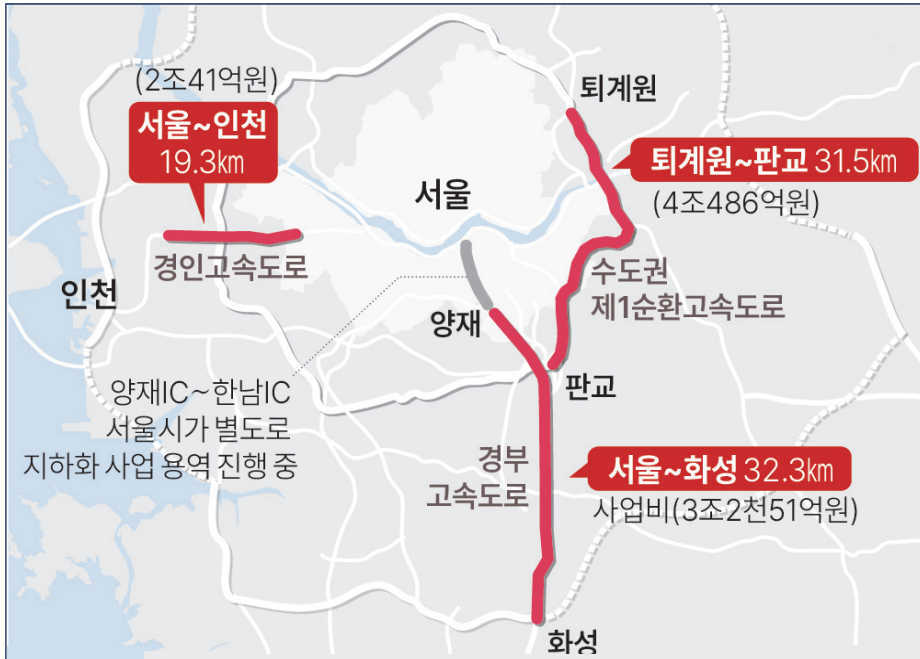 (2조41억원)
서울~인천
19.3㎞
경인고속도로
인천
서울
퇴계원
퇴계원~판교 31.5㎞
(4조486억원)
수도권
제1순환고속도로
양재
판교
양재IC~한남IC
서울시가 별도로
지하화 사업 용역 진행 중
경부
고속도로
서울~화성 32.3㎞
사업비(3조2천51억원)
화성